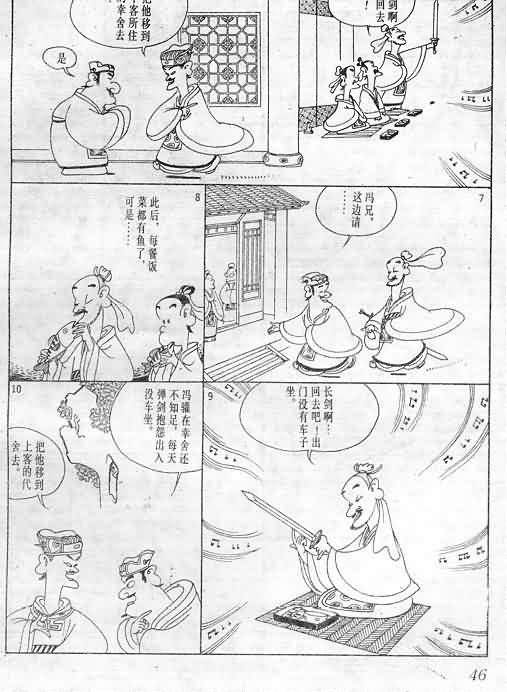 剑啊
回去
！
把他移到
客所住
幸舍去
是
7
冯兄，
这边请
……
8
此后，每餐饭
菜都有鱼了，
可是……
9
长剑啊…
回去吧！出
门没有车子
坐。
10
冯驩在幸舍还
不知足，每天
弹剑抱怨出入
没车坐。
把他移到
上客的代
舍去。
46